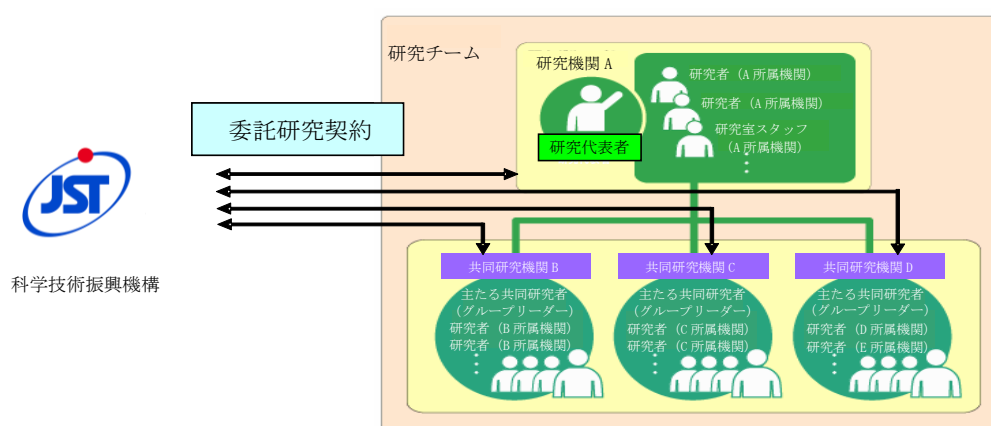 研究チーム
研究機関 A
研究者（A 所属機関）
研究者（A 所属機関）
研究室スタッフ
（A 所属機関）
⋮
研究代表者
委託研究契約
JST
科学技術振興機構
共同研究機関 B
主たる共同研究者
（グループリーダー）
研究者（B 所属機関）
研究者（B 所属機関）
⋮
共同研究機関 C
主たる共同研究者
（グループリーダー）
研究者（C 所属機関）
研究者（C 所属機関）
⋮
共同研究機関 D
主たる共同研究者
（グループリーダー）
研究者（D 所属機関）
研究者（E 所属機関）
⋮